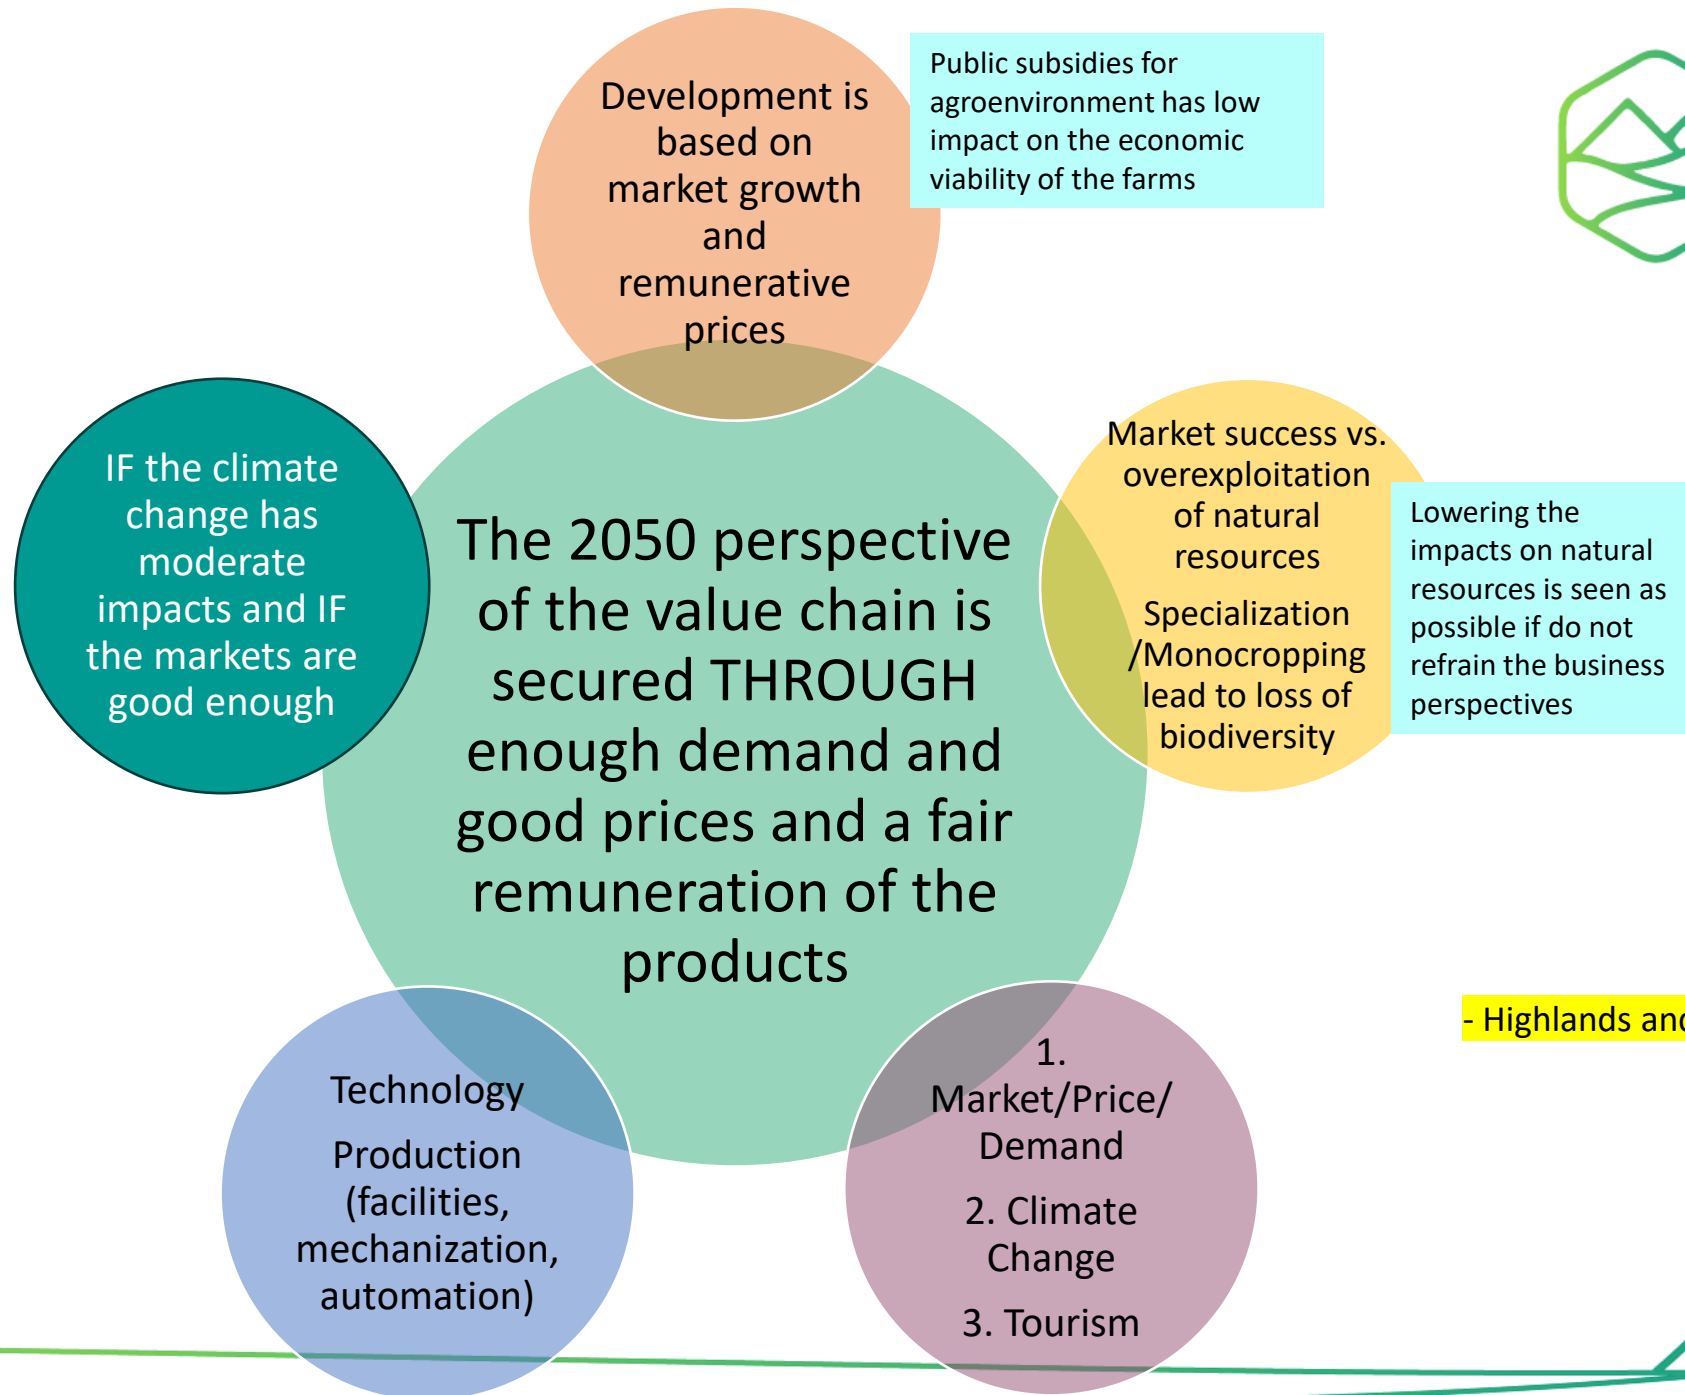 Development is
based on
market growth
and
remunerative
prices
Public subsidies for
agroenvironment has low
impact on the economic
viability of the farms
IF the climate
change has
moderate
impacts and IF
the markets are
good enough
The 2050 perspective
of the value chain is
secured THROUGH
enough demand and
good prices and a fair
remuneration of the
products
Market success vs.
overexploitation
of natural
resources
Specialization
/Monocropping
lead to loss of
biodiversity
Lowering the
impacts on natural
resources is seen as
possible if do not
refrain the business
perspectives
- Highlands and
Technology
Production
(facilities,
mechanization,
automation)
1.
Market/Price/
Demand
2. Climate
Change
3. Tourism